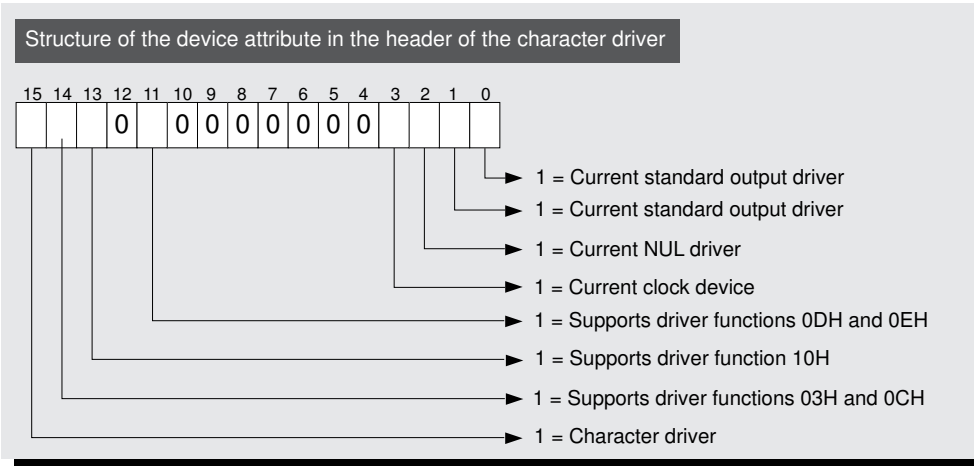 Structure of the device attribute in the header of the character driver
15 14 13 12 11 10 9 8 7 6 5 4 3 2 1 0
0 0 0 0 0 0 0 0
1 = Current standard output driver
1 = Current standard output driver
1 = Current NUL driver
1 = Current clock device
1 = Supports driver functions 0DH and 0EH
1 = Supports driver function 10H
1 = Supports driver functions 03H and 0CH
1 = Character driver